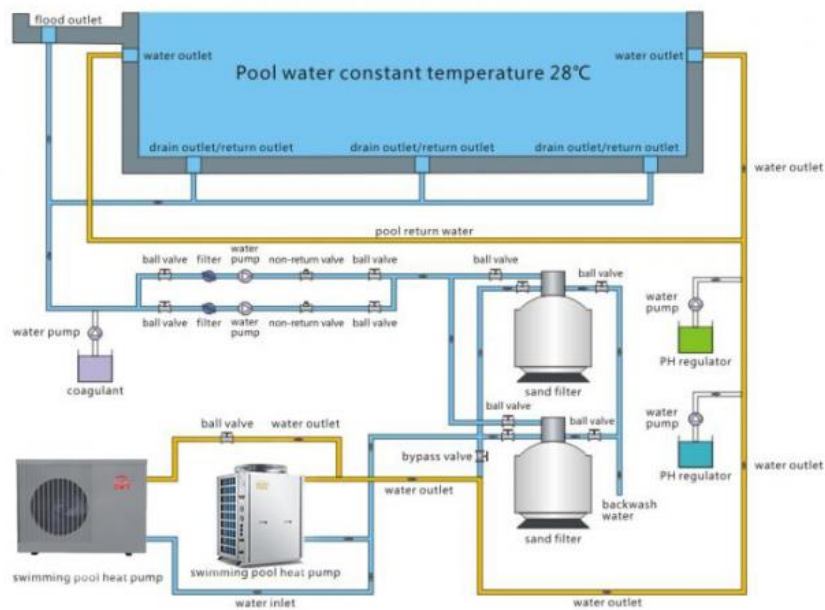 flood outlet
water outlet
water outlet
Pool water constant temperature 28℃
drain outlet/return outlet
drain outlet/return outlet
drain outlet/return outlet
water outlet
pool return water
ball valve
filter
water
pump
non-return valve
ball valve
ball valve
ball valve
water pump
ball valve
filter
water
pump
non-return valve
ball valve
water
pump
coagulant
PH regulator
sand filter
ball valve
ball valve
water
pump
ball valve
water outlet
bypass valve
PH regulator
water outlet
water outlet
backwash
water
sand filter
swimming pool heat pump
swimming pool heat pump
water inlet
water outlet